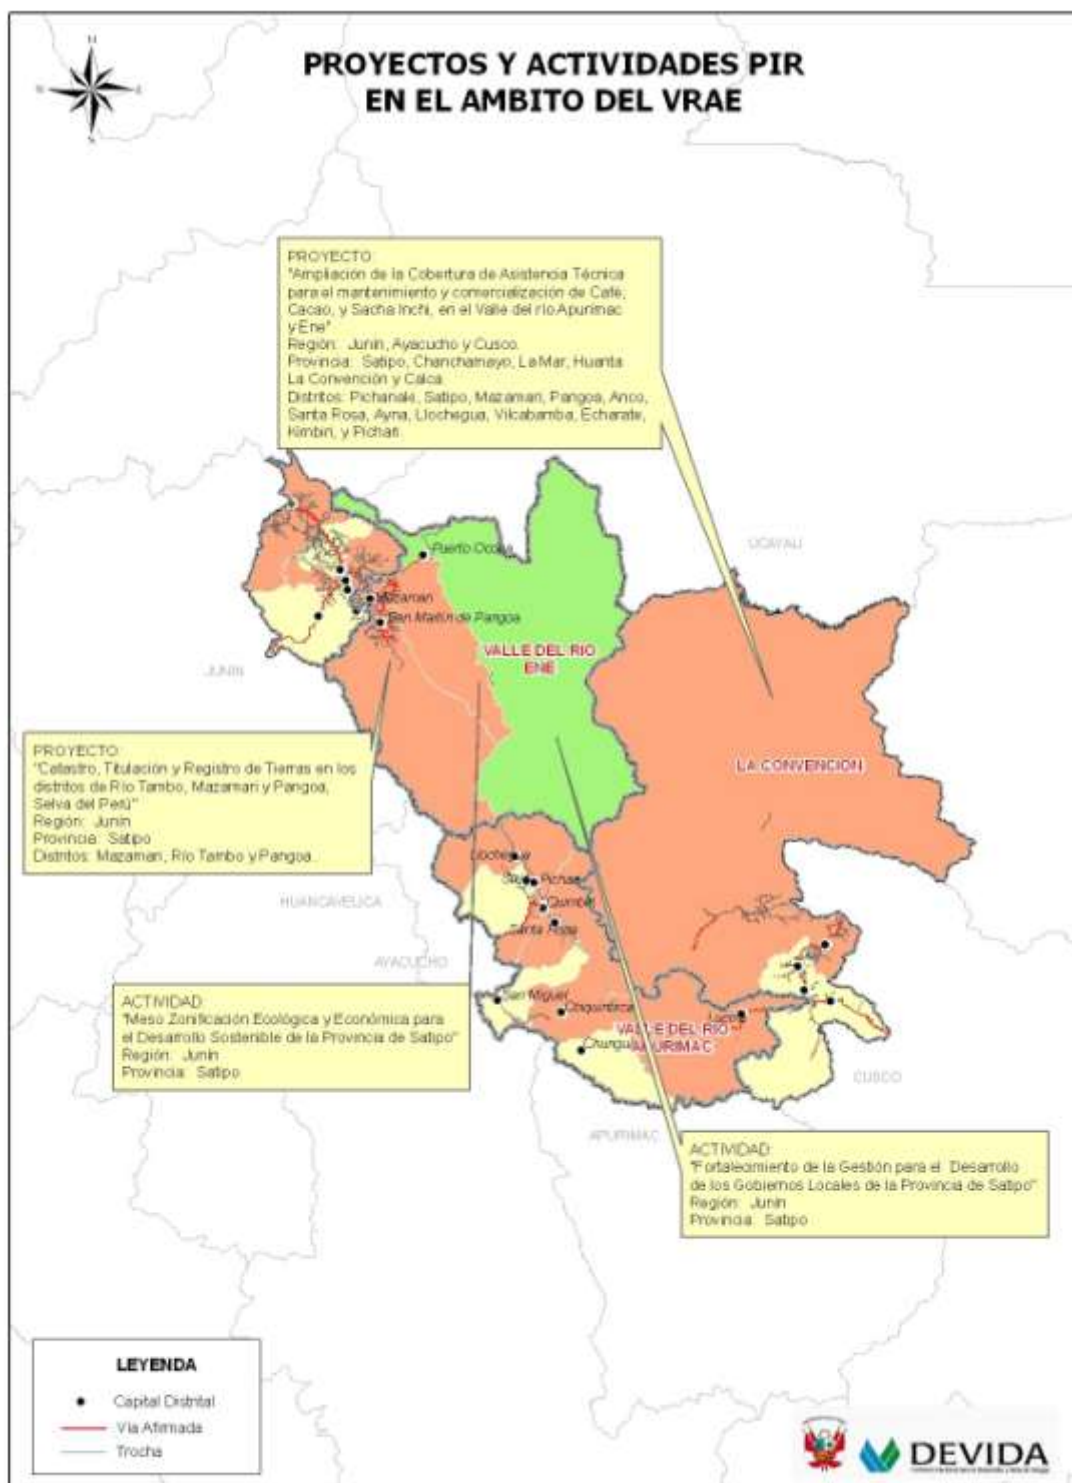 PROYECTOS Y ACTIVIDADES PIR
EN EL AMBITO DEL VRAE
N
PROYECTO:
"Ampliación de la Cobertura de Asistencia Técnica
para el mantenimiento y comercialización de Café,
Cacao, y Sacha Inchi, en el Valle del río Apurímac
y Ene"
Región: Junín, Ayacucho y Cusco.
Provincia: Satipo, Chanchamayo, La Mar, Huanta
La Convención y Calca
Distritos: Pichanaki, Satipo, Mazamari, Pangoa, Anco,
Santa Rosa, Ayna, Llochegua, Vilcabamba, Echarate,
Kimbiri, y Pichari.
UCAYALI
Puerto Ocopa
Mazamari
San Martín de Pangoa
VALLE DEL RIO
ENE
JUNIN
LA CONVENCION
PROYECTO:
"Catastro, Titulación y Registro de Tierras en los
distritos de Río Tambo, Mazamari y Pangoa,
Selva del Perú"
Región: Junín
Provincia: Satipo
Distritos: Mazamari, Río Tambo y Pangoa.
Llochegua
Pichari
Quimbiri
Santa Rosa
HUANCAVELICA
AYACUCHO
San Miguel
Chiquintirca
VALLE DEL RIO
APURIMAC
Chungui
ACTIVIDAD:
"Meso Zonificación Ecológica y Económica para
el Desarrollo Sostenible de la Provincia de Satipo"
Región: Junín
Provincia: Satipo
CUSCO
APURIMAC
ACTIVIDAD:
"Fortalecimiento de la Gestión para el Desarrollo
de los Gobiernos Locales de la Provincia de Satipo"
Región: Junín
Provincia: Satipo
LEYENDA
Capital Distrital
Vía Afirmada
Trocha
DEVIDA